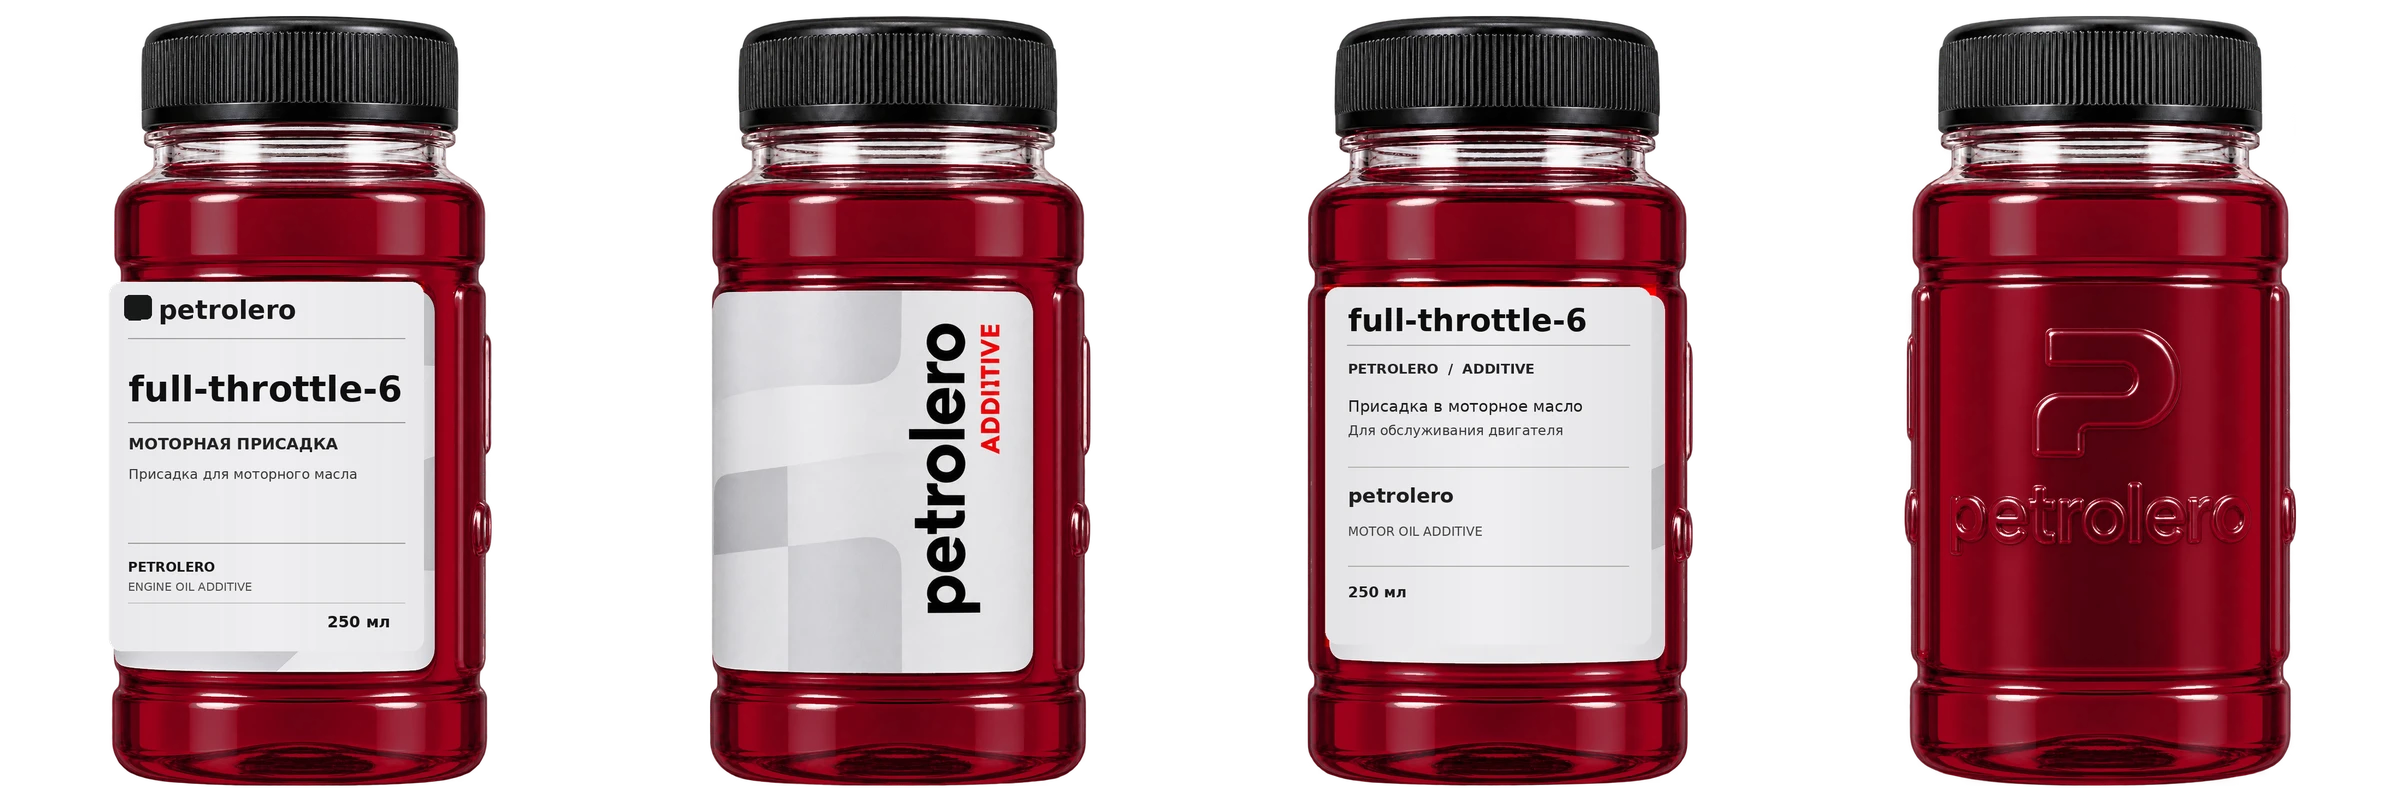 petrolero
full-throttle-6
МОТОРНАЯ ПРИСАДКА
Присадка для моторного масла
PETROLERO
ENGINE OIL ADDITIVE
250 мл
petrolero
ADDITIVE
full-throttle-6
PETROLERO / ADDITIVE
Присадка в моторное масло
Для обслуживания двигателя
petrolero
MOTOR OIL ADDITIVE
250 мл
petrolero